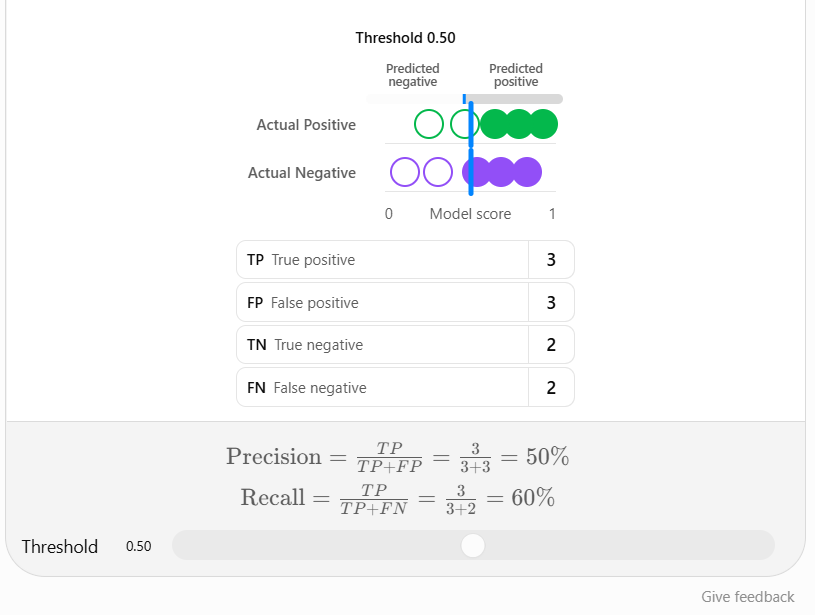 Threshold 0.50
Predicted negative
Predicted positive
Actual Positive
Actual Negative
0 Model score 1
TP True positive 3
FP False positive 3
TN True negative 2
FN False negative 2
Precision = TP/(TP+FP) = 3/(3+3) = 50%
Recall = TP/(TP+FN) = 3/(3+2) = 60%
Threshold 0.50
Give feedback